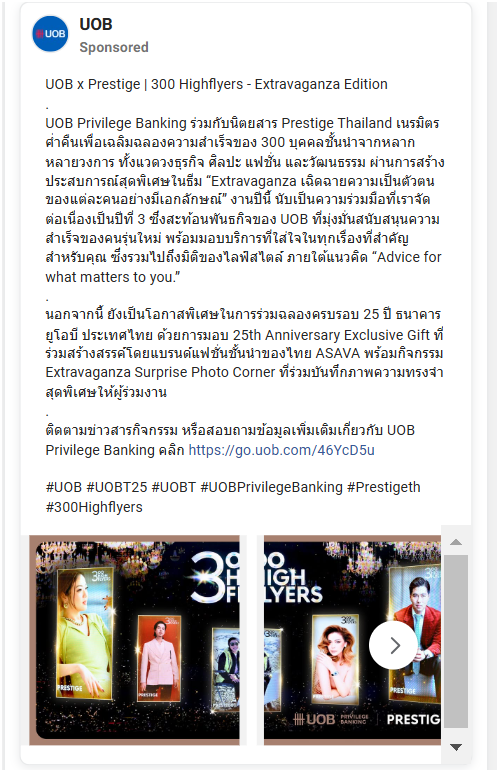 UOB
UOB
Sponsored
UOB x Prestige | 300 Highflyers - Extravaganza Edition
.
UOB Privilege Banking ร่วมกับนิตยสาร Prestige Thailand เนรมิตร
ค่ำคืนเพื่อเฉลิมฉลองความสำเร็จของ 300 บุคคลชั้นนำจากหลาก
หลายวงการ ทั้งแวดวงธุรกิจ ศิลปะ แฟชั่น และวัฒนธรรม ผ่านการสร้าง
ประสบการณ์สุดพิเศษในธีม “Extravaganza เฉิดฉายความเป็นตัวตน
ของแต่ละคนอย่างมีเอกลักษณ์” งานปีนี้ นับเป็นความร่วมมือที่เราจัด
ต่อเนื่องเป็นปีที่ 3 ซึ่งสะท้อนพันธกิจของ UOB ที่มุ่งมั่นสนับสนุนความ
สำเร็จของคนรุ่นใหม่ พร้อมมอบบริการที่ใส่ใจในทุกเรื่องที่สำคัญ
สำหรับคุณ ซึ่งรวมไปถึงมิติของไลฟ์สไตล์ ภายใต้แนวคิด “Advice for
what matters to you.”
.
นอกจากนี้ ยังเป็นโอกาสพิเศษในการร่วมฉลองครบรอบ 25 ปี ธนาคาร
ยูโอบี ประเทศไทย ด้วยการมอบ 25th Anniversary Exclusive Gift ที่
ร่วมสร้างสรรค์โดยแบรนด์แฟชั่นชั้นนำของไทย ASAVA พร้อมกิจกรรม
Extravaganza Surprise Photo Corner ที่ร่วมบันทึกภาพความทรงจำ
สุดพิเศษให้ผู้ร่วมงาน
.
ติดตามข่าวสารกิจกรรม หรือสอบถามข้อมูลเพิ่มเติมเกี่ยวกับ UOB
Privilege Banking คลิก https://go.uob.com/46YcD5u
#UOB #UOBT25 #UOBT #UOBPrivilegeBanking #Prestigeth
#300Highflyers
PRESTIGE
PRESTIGE
PRESTIGE
PRESTIGE
UOB
PRIVILEGE
BANKING
PRESTIG